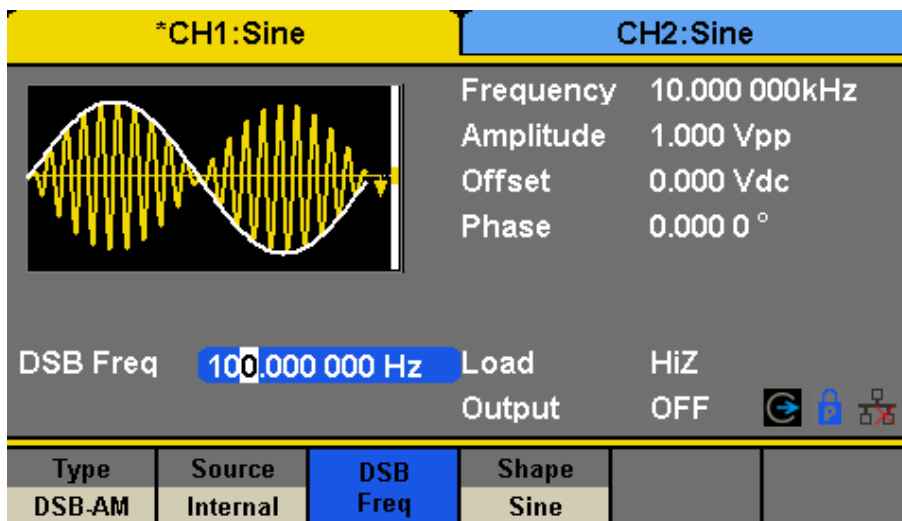 *CH1:Sine
CH2:Sine
Frequency 10.000 000kHz
Amplitude 1.000 Vpp
Offset 0.000 Vdc
Phase 0.000 0 °
DSB Freq 100.000 000 Hz
Load HiZ
Output OFF
P
Type
DSB-AM
Source
Internal
DSB
Freq
Shape
Sine